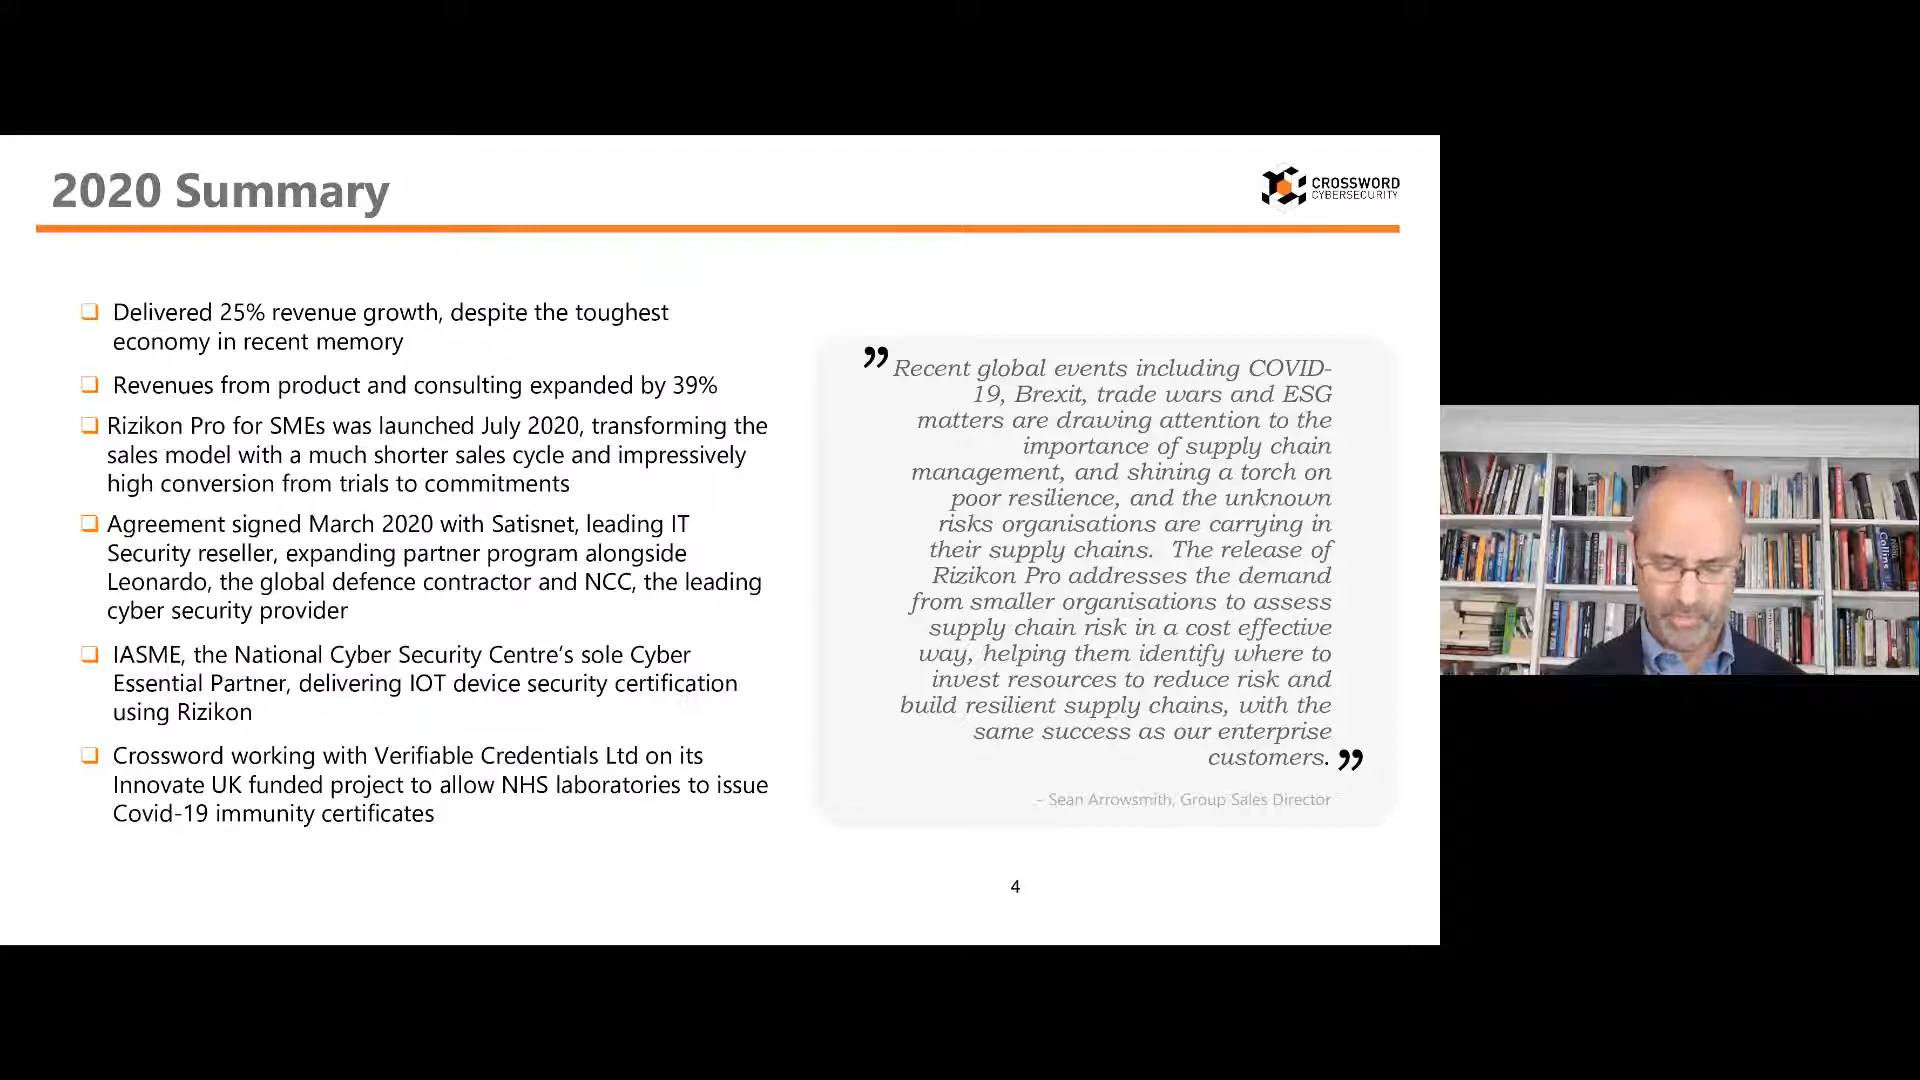 2020 Summary
CROSSWORD
CYBERSECURITY
Delivered 25% revenue growth, despite the toughest
economy in recent memory
Revenues from product and consulting expanded by 39%
Rizikon Pro for SMEs was launched July 2020, transforming the
sales model with a much shorter sales cycle and impressively
high conversion from trials to commitments
Agreement signed March 2020 with Satisnet, leading IT
Security reseller, expanding partner program alongside
Leonardo, the global defence contractor and NCC, the leading
cyber security provider
IASME, the National Cyber Security Centre’s sole Cyber
Essential Partner, delivering IOT device security certification
using Rizikon
Crossword working with Verifiable Credentials Ltd on its
Innovate UK funded project to allow NHS laboratories to issue
Covid-19 immunity certificates
” Recent global events including COVID-
19, Brexit, trade wars and ESG
matters are drawing attention to the
importance of supply chain
management, and shining a torch on
poor resilience, and the unknown
risks organisations are carrying in
their supply chains. The release of
Rizikon Pro addresses the demand
from smaller organisations to assess
supply chain risk in a cost effective
way, helping them identify where to
invest resources to reduce risk and
build resilient supply chains, with the
same success as our enterprise
customers. ”
- Sean Arrowsmith, Group Sales Director
4
Collins